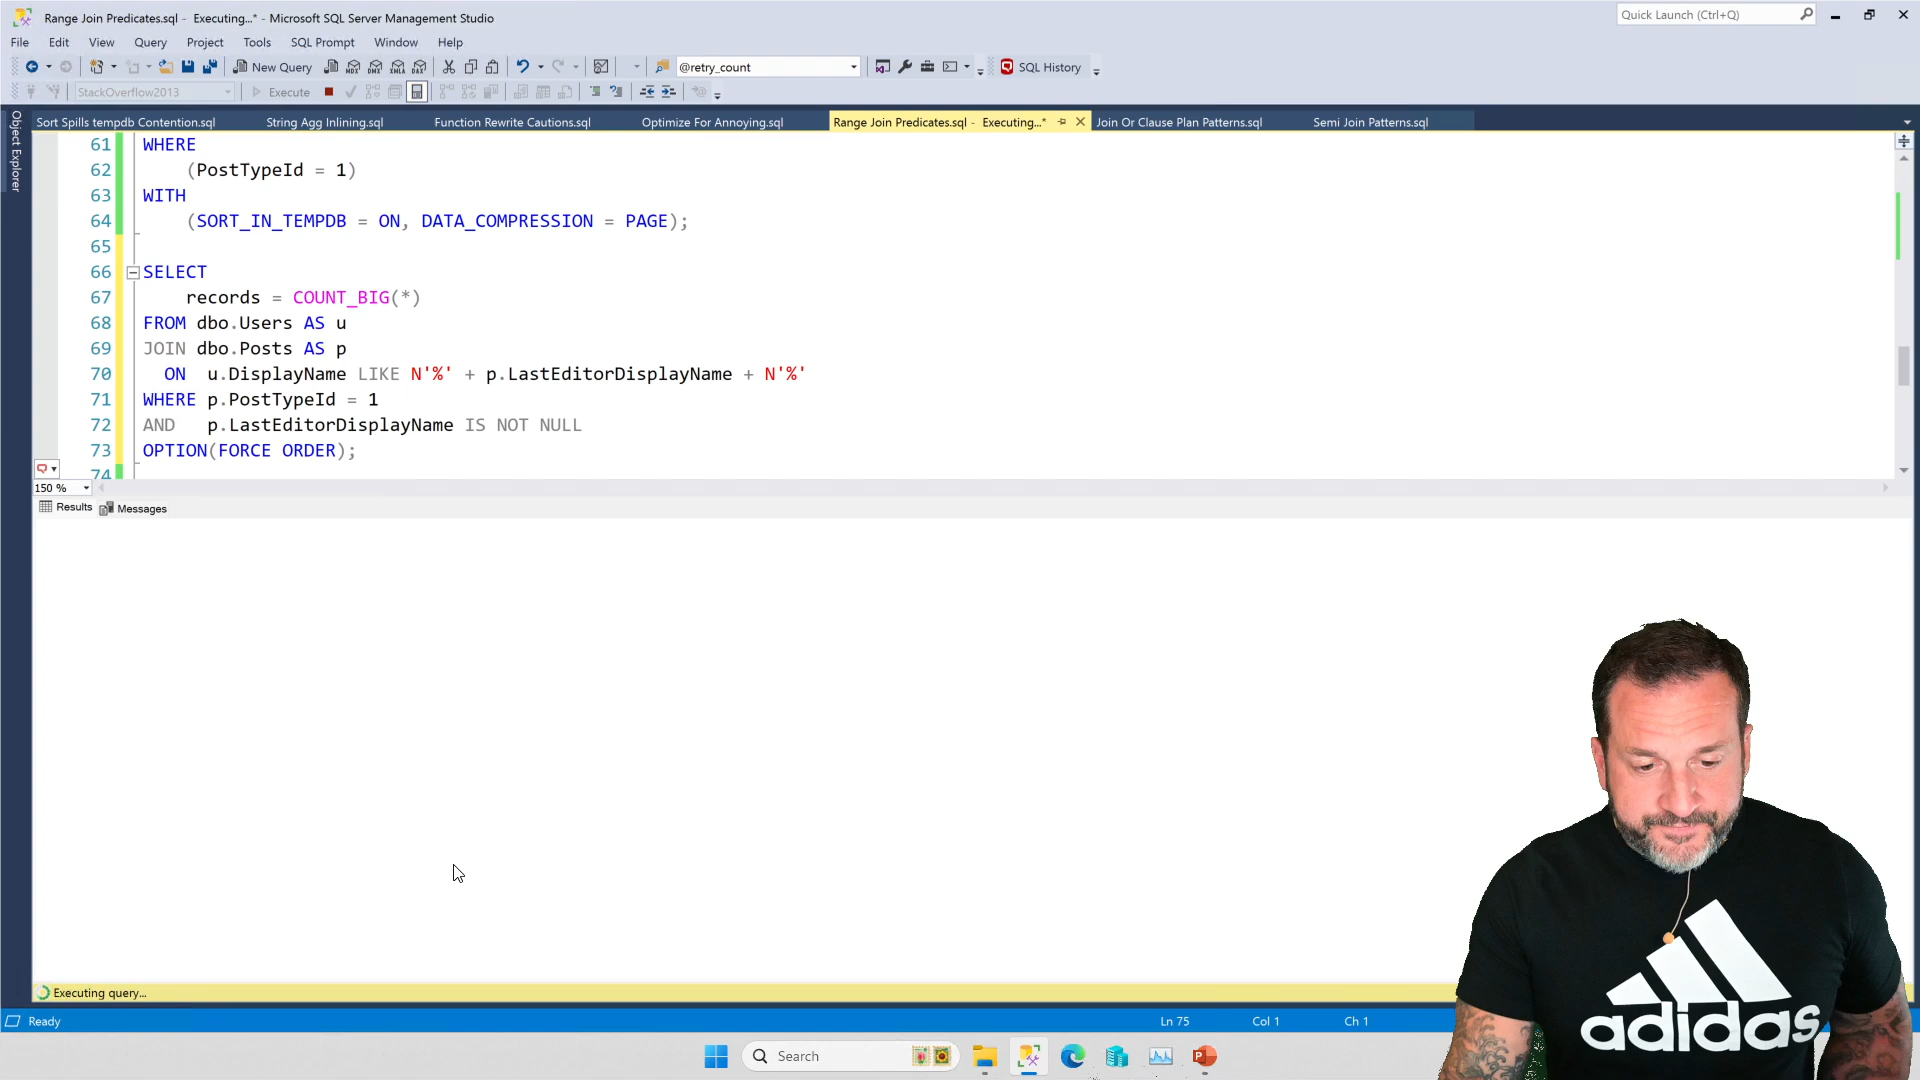 Range Join Predicates.sql - Executing...* - Microsoft SQL Server Management Studio
Quick Launch (Ctrl+Q)
File Edit View Query Project Tools SQL Prompt Window Help
New Query MDX DMX XMLA DAX @retry_count SQL History
StackOverflow2013 Execute
Object Explorer
Sort Spills tempdb Contention.sql String Agg Inlining.sql Function Rewrite Cautions.sql Optimize For Annoying.sql Range Join Predicates.sql - Executing...* Join Or Clause Plan Patterns.sql Semi Join Patterns.sql
61 WHERE
62 (PostTypeId = 1)
63 WITH
64 (SORT_IN_TEMPDB = ON, DATA_COMPRESSION = PAGE);
65
66 SELECT
67 records = COUNT_BIG(*)
68 FROM dbo.Users AS u
69 JOIN dbo.Posts AS p
70 ON u.DisplayName LIKE N'%' + p.LastEditorDisplayName + N'%'
71 WHERE p.PostTypeId = 1
72 AND p.LastEditorDisplayName IS NOT NULL
73 OPTION(FORCE ORDER);
74
150 %
Results Messages
Executing query...
Ready Ln 75 Col 1 Ch 1
Search
adidas